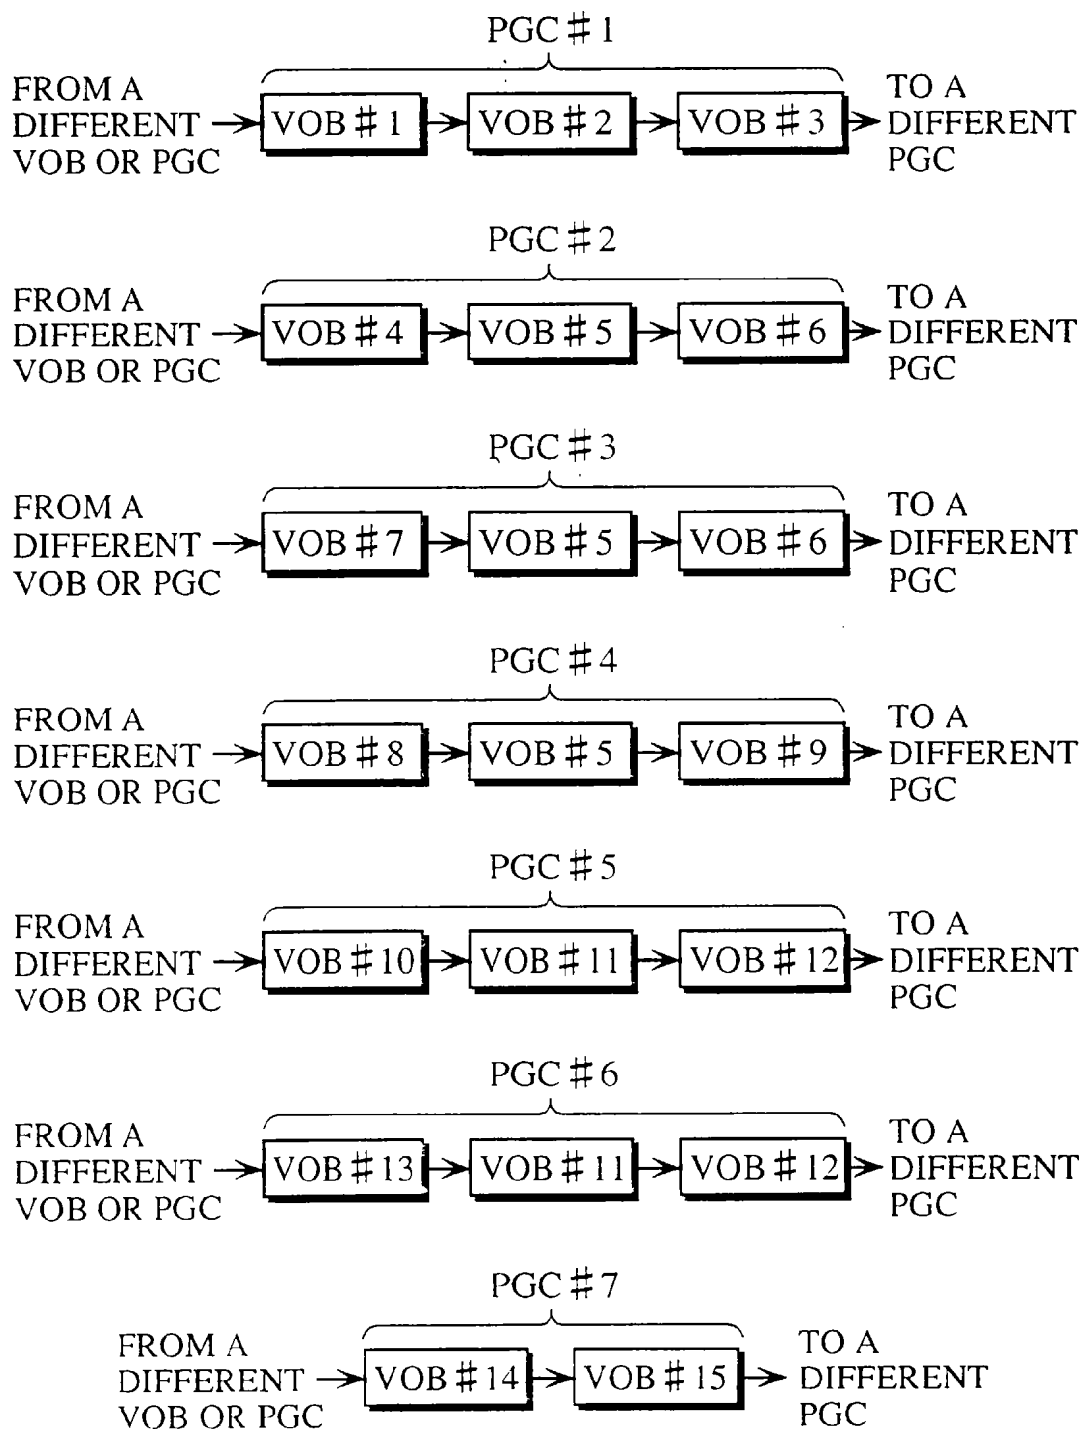 PGC # 1
FROM A
DIFFERENT
VOB OR PGC
VOB # 1
VOB # 2
VOB # 3
TO A
DIFFERENT
PGC
PGC # 2
FROM A
DIFFERENT
VOB OR PGC
VOB # 4
VOB # 5
VOB # 6
TO A
DIFFERENT
PGC
PGC # 3
FROM A
DIFFERENT
VOB OR PGC
VOB # 7
VOB # 5
VOB # 6
TO A
DIFFERENT
PGC
PGC # 4
FROM A
DIFFERENT
VOB OR PGC
VOB # 8
VOB # 5
VOB # 9
TO A
DIFFERENT
PGC
PGC # 5
FROM A
DIFFERENT
VOB OR PGC
VOB # 10
VOB # 11
VOB # 12
TO A
DIFFERENT
PGC
PGC # 6
FROM A
DIFFERENT
VOB OR PGC
VOB # 13
VOB # 11
VOB # 12
TO A
DIFFERENT
PGC
PGC # 7
FROM A
DIFFERENT
VOB OR PGC
VOB # 14
VOB # 15
TO A
DIFFERENT
PGC